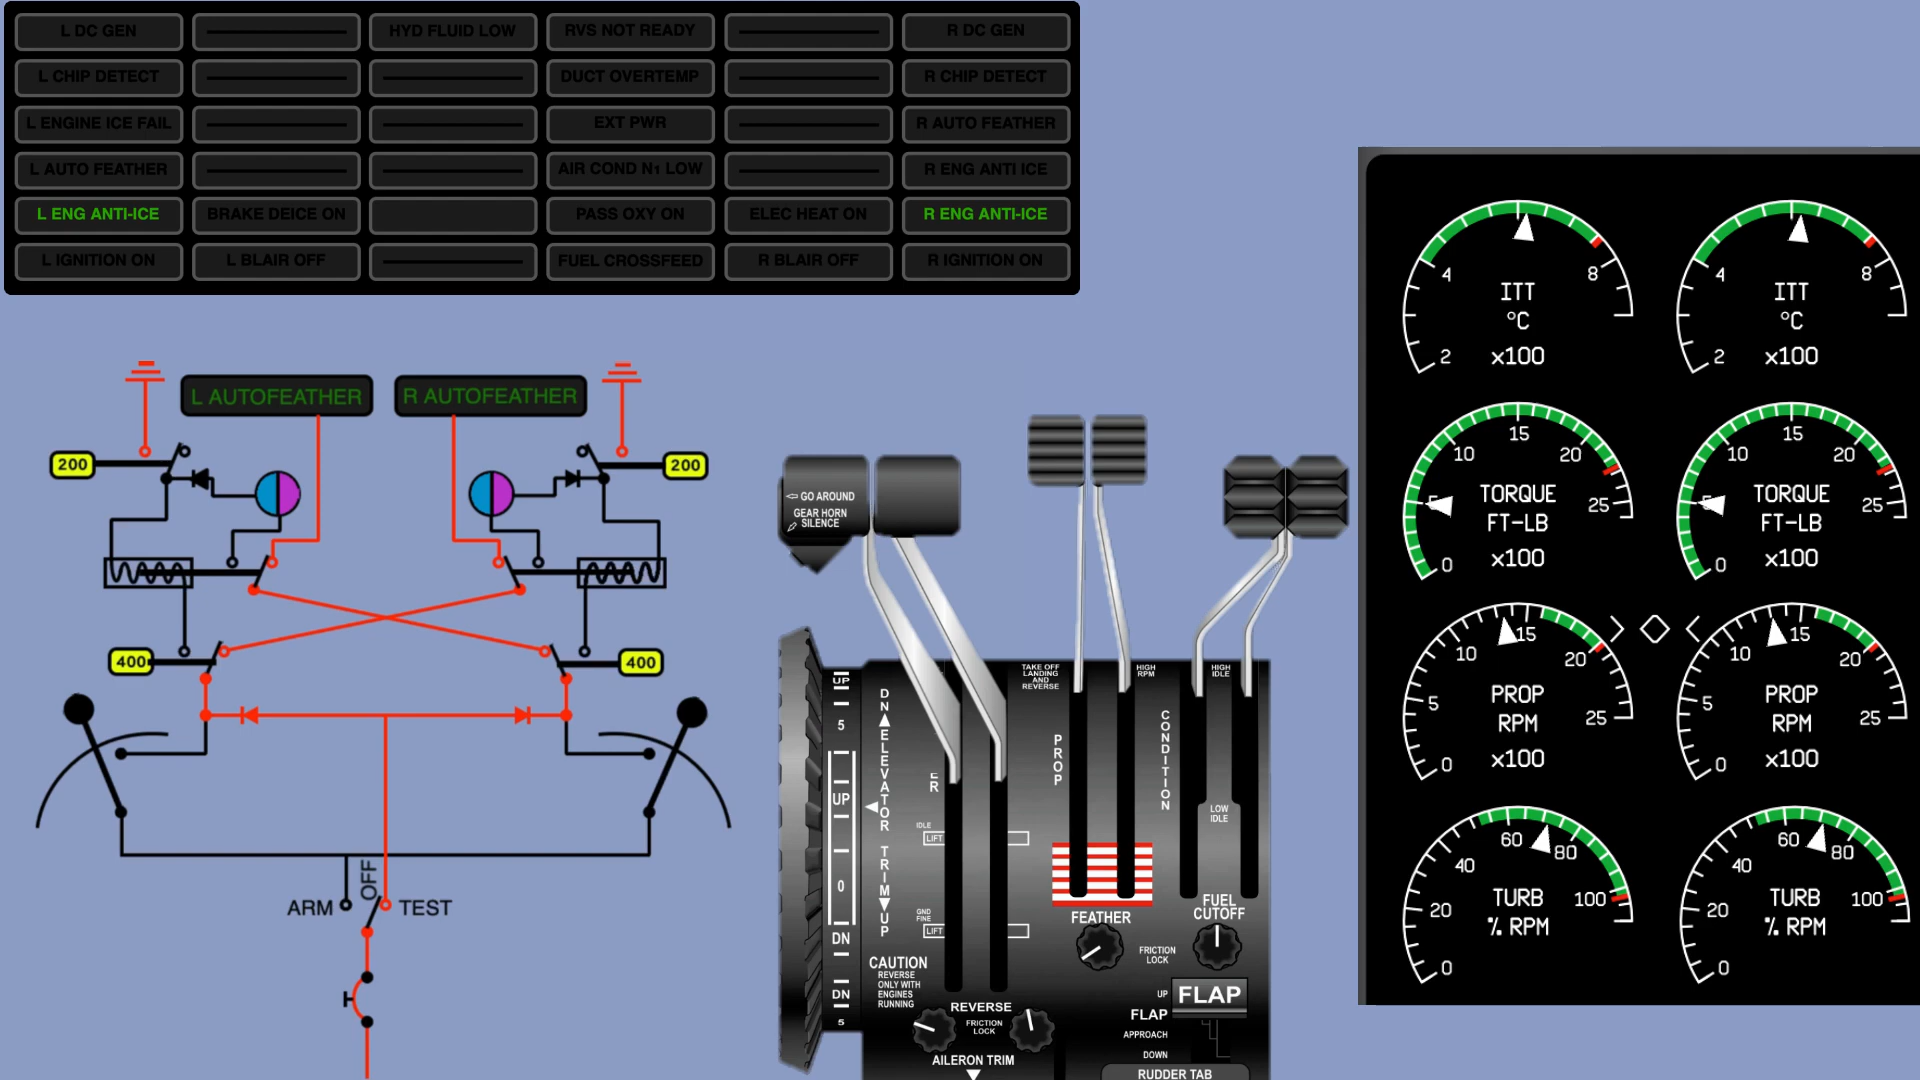 L DC GEN
HYD FLUID LOW
RVS NOT READY
R DC GEN
L CHIP DETECT
DUCT OVERTEMP
R CHIP DETECT
L ENGINE ICE FAIL
EXT PWR
R AUTO FEATHER
L AUTO FEATHER
AIR COND N1 LOW
R ENG ANTI ICE
L ENG ANTI-ICE
BRAKE DEICE ON
PASS OXY ON
ELEC HEAT ON
R ENG ANTI-ICE
L IGNITION ON
L BLAIR OFF
FUEL CROSSFEED
R BLAIR OFF
R IGNITION ON
L AUTOFEATHER
R AUTOFEATHER
200
200
400
400
OFF
ARM
TEST
GO AROUND
GEAR HORN
SILENCE
TAKE OFF
LANDING
AND
REVERSE
HIGH
RPM
HIGH
IDLE
UP
5
UP
0
DN
DN
5
DN
ELEVATOR
TRIM
UP
ER
PROP
CONDITION
IDLE
LIFT
LOW
IDLE
GND
FINE
LIFT
FEATHER
FUEL
CUTOFF
FRICTION
LOCK
CAUTION
REVERSE
ONLY WITH
ENGINES
RUNNING
REVERSE
FRICTION
LOCK
AILERON TRIM
UP
FLAP
FLAP
APPROACH
DOWN
RUDDER TAB
4
8
ITT
°C
x100
2
4
8
ITT
°C
x100
2
15
10
20
5
25
TORQUE
FT-LB
x100
0
15
10
20
5
25
TORQUE
FT-LB
x100
0
15
10
20
5
25
PROP
RPM
x100
0
15
10
20
5
25
PROP
RPM
x100
0
60
80
40
100
20
TURB
% RPM
0
60
80
40
100
20
TURB
% RPM
0